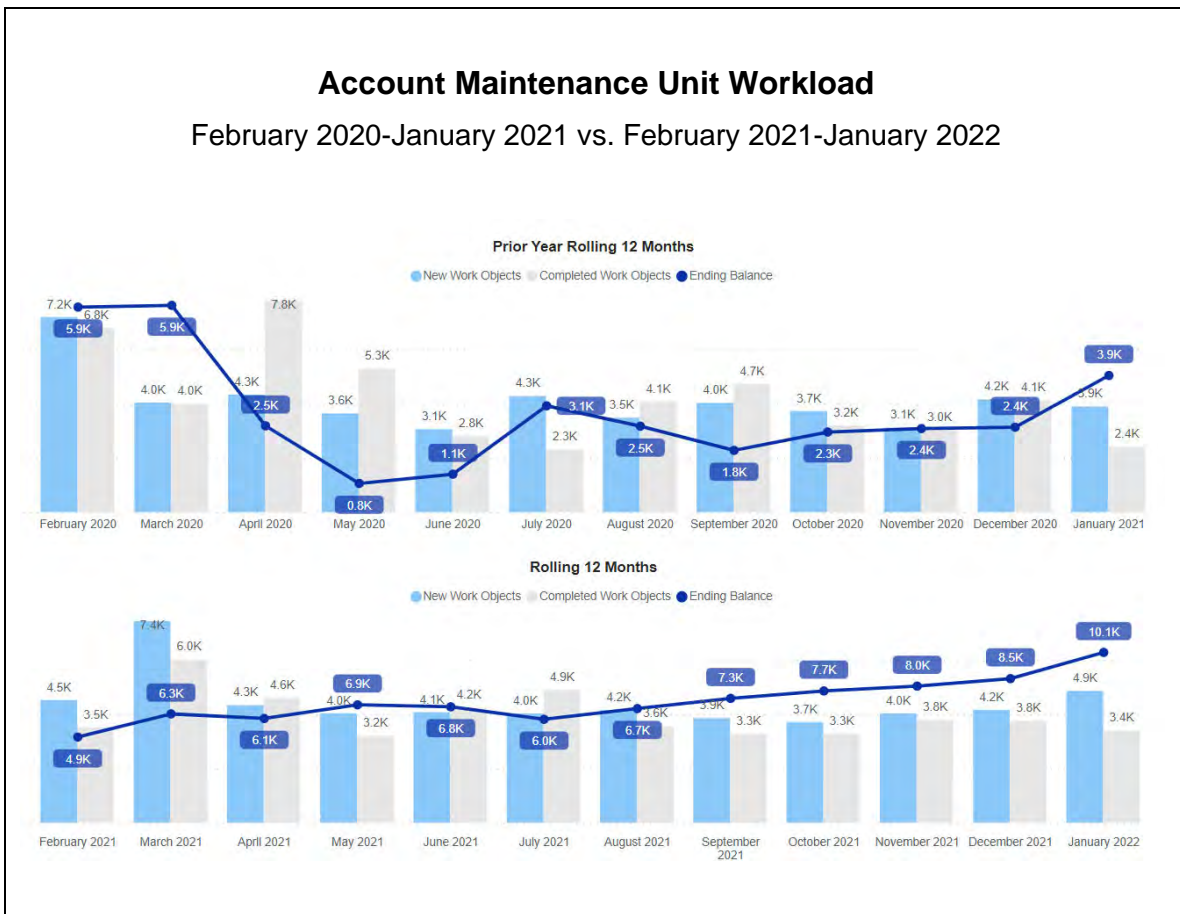 Account Maintenance Unit Workload
February 2020-January 2021 vs. February 2021-January 2022
Prior Year Rolling 12 Months
New Work Objects Completed Work Objects Ending Balance
7.2K 6.8K 5.9K 4.0K 4.0K 5.9K 4.3K 7.8K 2.5K 3.6K 5.3K 0.8K 3.1K 2.8K 1.1K 4.3K 2.3K 3.1K 3.5K 4.1K 2.5K 4.0K 4.7K 1.8K 3.7K 3.2K 2.3K 3.1K 3.0K 2.4K 4.2K 4.1K 2.4K 3.9K 2.4K 3.9K
February 2020 March 2020 April 2020 May 2020 June 2020 July 2020 August 2020 September 2020 October 2020 November 2020 December 2020 January 2021
Rolling 12 Months
New Work Objects Completed Work Objects Ending Balance
4.5K 3.5K 4.9K 7.4K 6.0K 6.3K 4.3K 4.6K 6.1K 4.0K 3.2K 6.9K 4.1K 4.2K 6.8K 4.0K 4.9K 6.0K 4.2K 3.6K 6.7K 3.9K 3.3K 7.3K 3.7K 3.3K 7.7K 4.0K 3.8K 8.0K 4.2K 3.8K 8.5K 4.9K 3.4K 10.1K
February 2021 March 2021 April 2021 May 2021 June 2021 July 2021 August 2021 September 2021 October 2021 November 2021 December 2021 January 2022